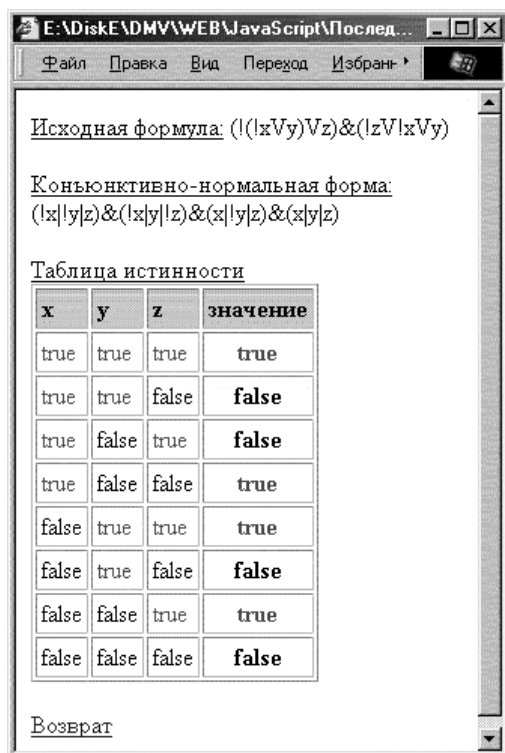 E:\DiskE\DMV\WEB\JavaScript\Послед...
Файл Правка Вид Переход Избранн
Исходная формула: (!(!xVy)Vz)&(!zV!xVy)
Коньюнктивно-нормальная форма:
(!x|!y|z)&(!x|y|!z)&(x|!y|z)&(x|y|z)
Таблица истинности
x y z значение
true true true true
true true false false
true false true false
true false false true
false true true true
false true false false
false false true true
false false false false
Возврат